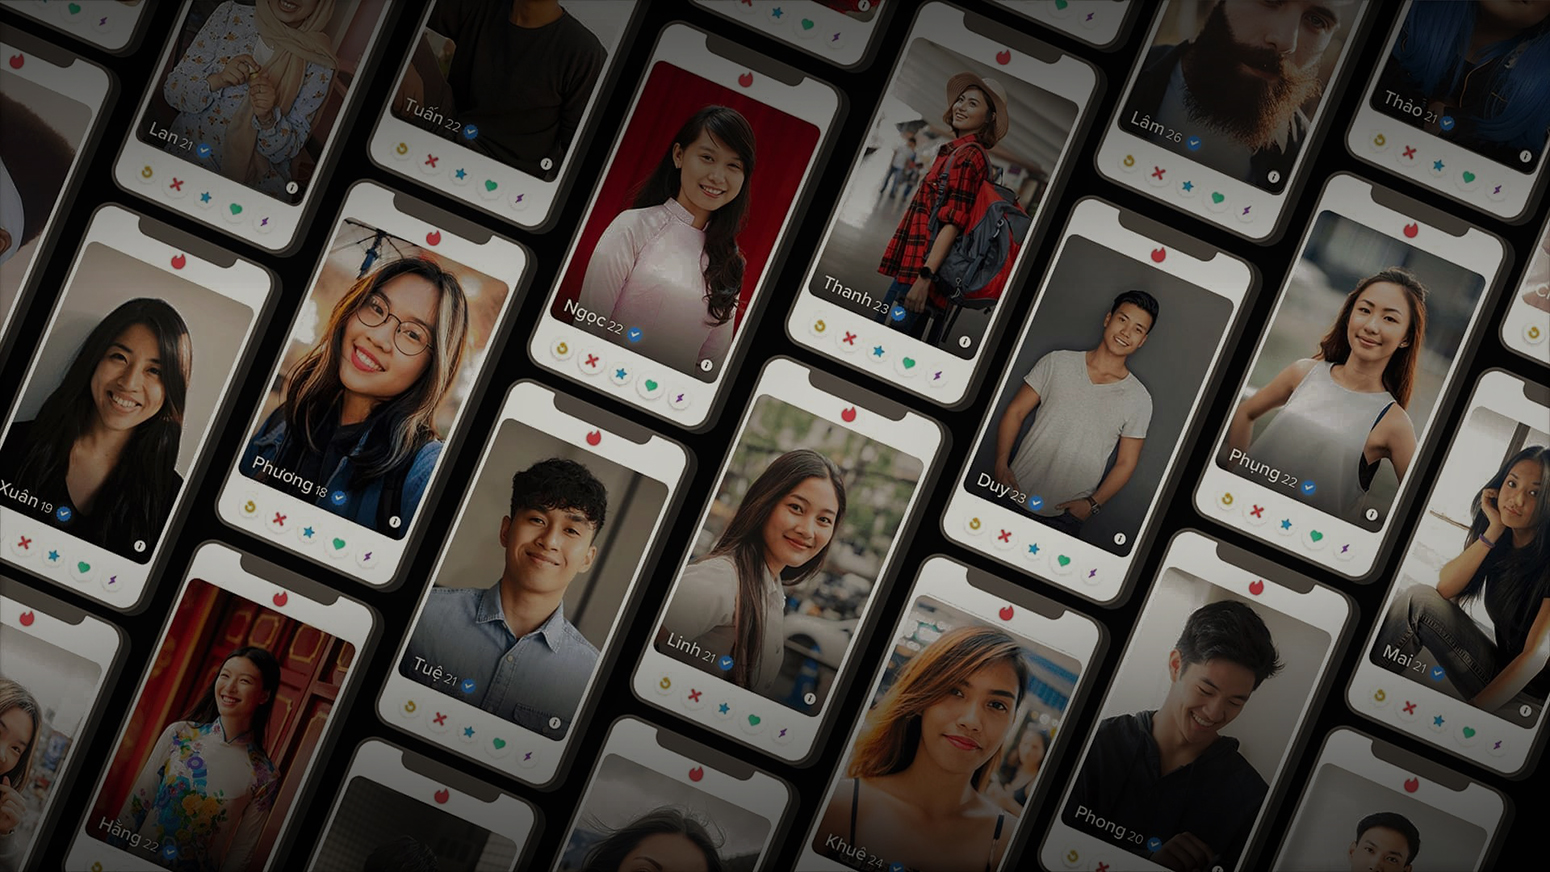 Lan 21
Tuấn 22
Lâm 26
Thảo 21
Ngọc 22
Thanh 23
Xuân 19
Phương 18
Duy 23
Phụng 22
Tuệ 21
Linh 21
Mai 21
Hằng 22
Khuê 24
Phong 20